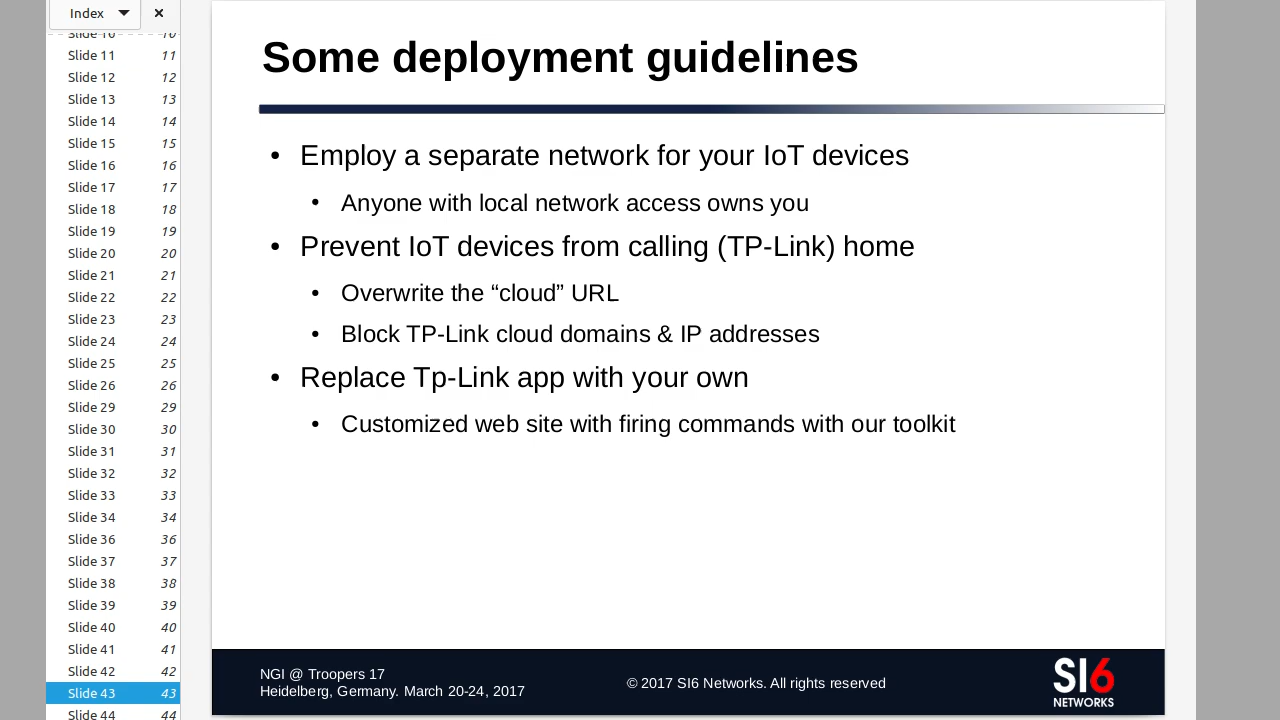 Index
Slide 10 10
Slide 11 11
Slide 12 12
Slide 13 13
Slide 14 14
Slide 15 15
Slide 16 16
Slide 17 17
Slide 18 18
Slide 19 19
Slide 20 20
Slide 21 21
Slide 22 22
Slide 23 23
Slide 24 24
Slide 25 25
Slide 26 26
Slide 29 29
Slide 30 30
Slide 31 31
Slide 32 32
Slide 33 33
Slide 34 34
Slide 36 36
Slide 37 37
Slide 38 38
Slide 39 39
Slide 40 40
Slide 41 41
Slide 42 42
Slide 43 43
Slide 44 44
Some deployment guidelines
• Employ a separate network for your IoT devices
• Anyone with local network access owns you
• Prevent IoT devices from calling (TP-Link) home
• Overwrite the “cloud” URL
• Block TP-Link cloud domains & IP addresses
• Replace Tp-Link app with your own
• Customized web site with firing commands with our toolkit
NGI @ Troopers 17
Heidelberg, Germany. March 20-24, 2017
© 2017 SI6 Networks. All rights reserved
SI6
NETWORKS